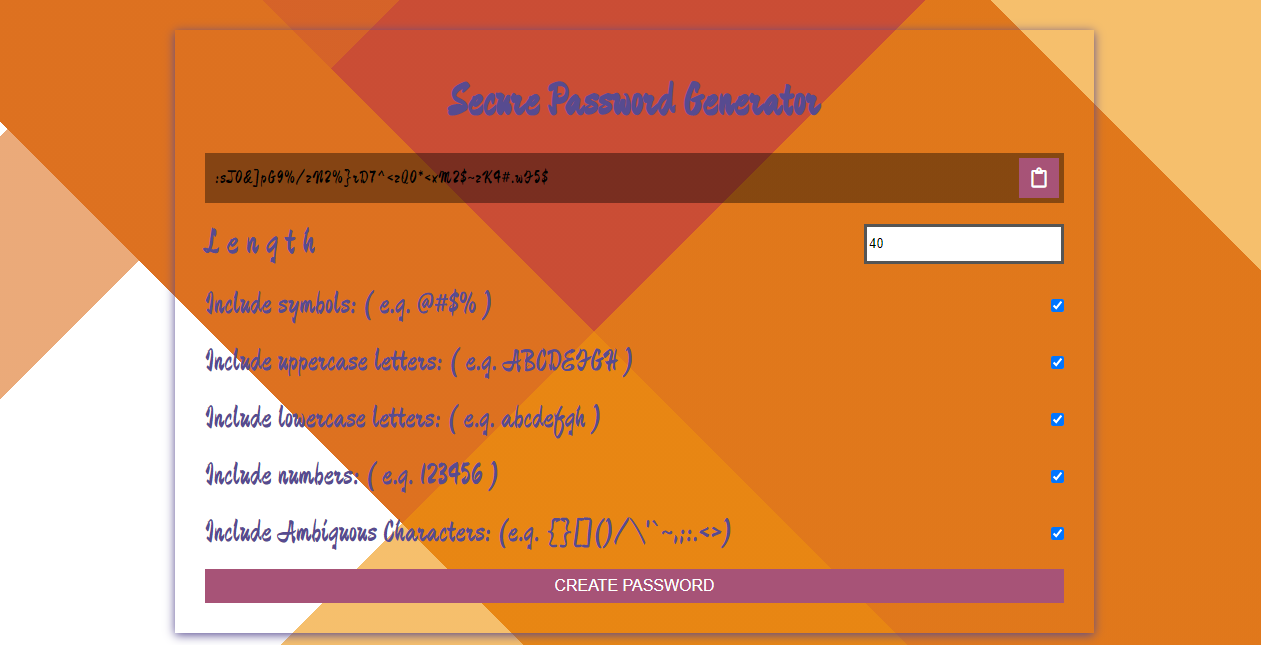 Secure Password Generator
:sJ0&]pG9%/zN2%}rD7^<zQ0*<xM2$~zK4#.wF5$
Length
40
Include symbols: ( e.g. @#$% )
Include uppercase letters: ( e.g. ABCDEFGH )
Include lowercase letters: ( e.g. abcdefgh )
Include numbers: ( e.g. 123456 )
Include Ambiguous Characters: (e.g. {}[]()/\'`~,;:.<>)
CREATE PASSWORD